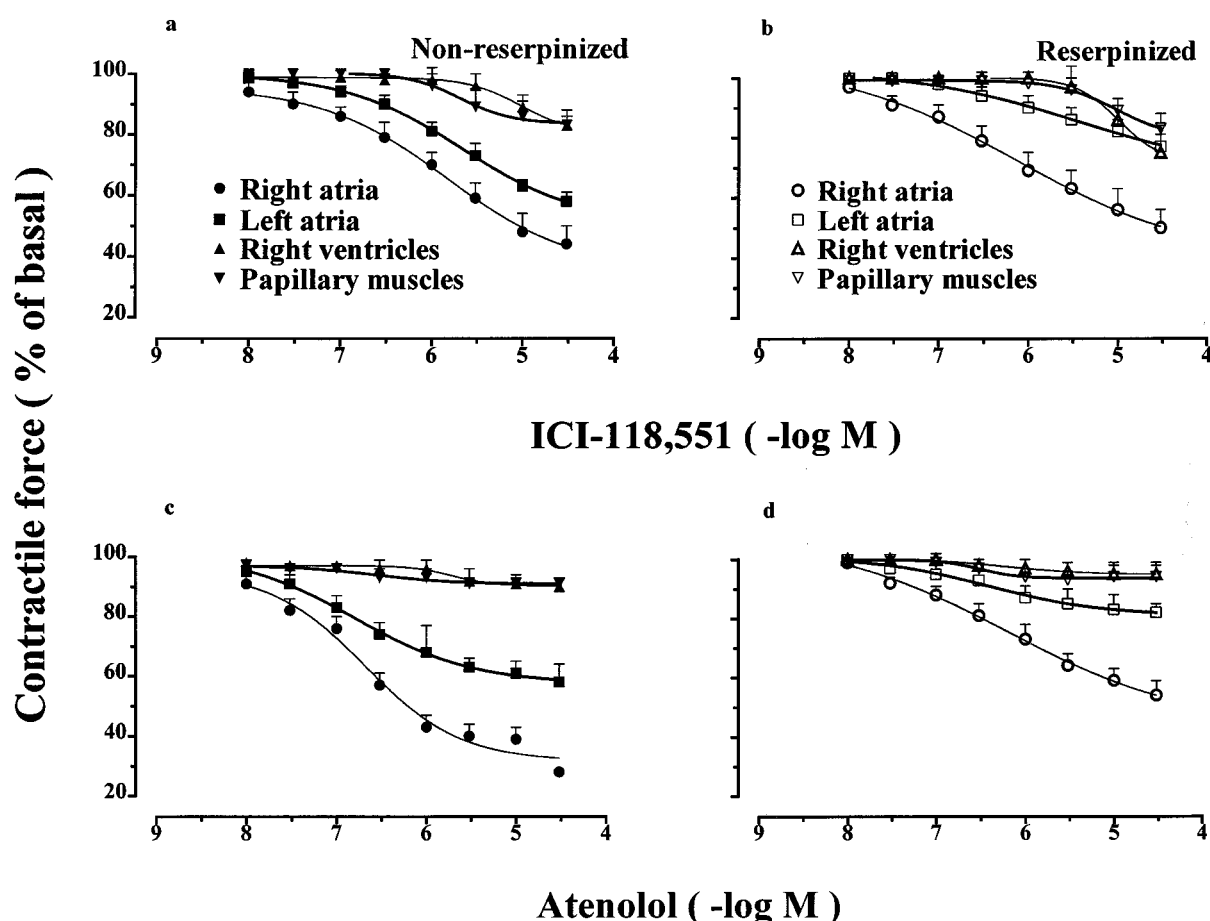 a
Non-reserpinized
100
80
60
40
20
● Right atria
■ Left atria
▲ Right ventricles
▼ Papillary muscles
9 8 7 6 5 4
b
Reserpinized
○ Right atria
□ Left atria
△ Right ventricles
▽ Papillary muscles
9 8 7 6 5 4
ICI-118,551 ( -log M )
Contractile force ( % of basal )
c
100
80
60
40
20
9 8 7 6 5 4
d
9 8 7 6 5 4
Atenolol ( -log M )